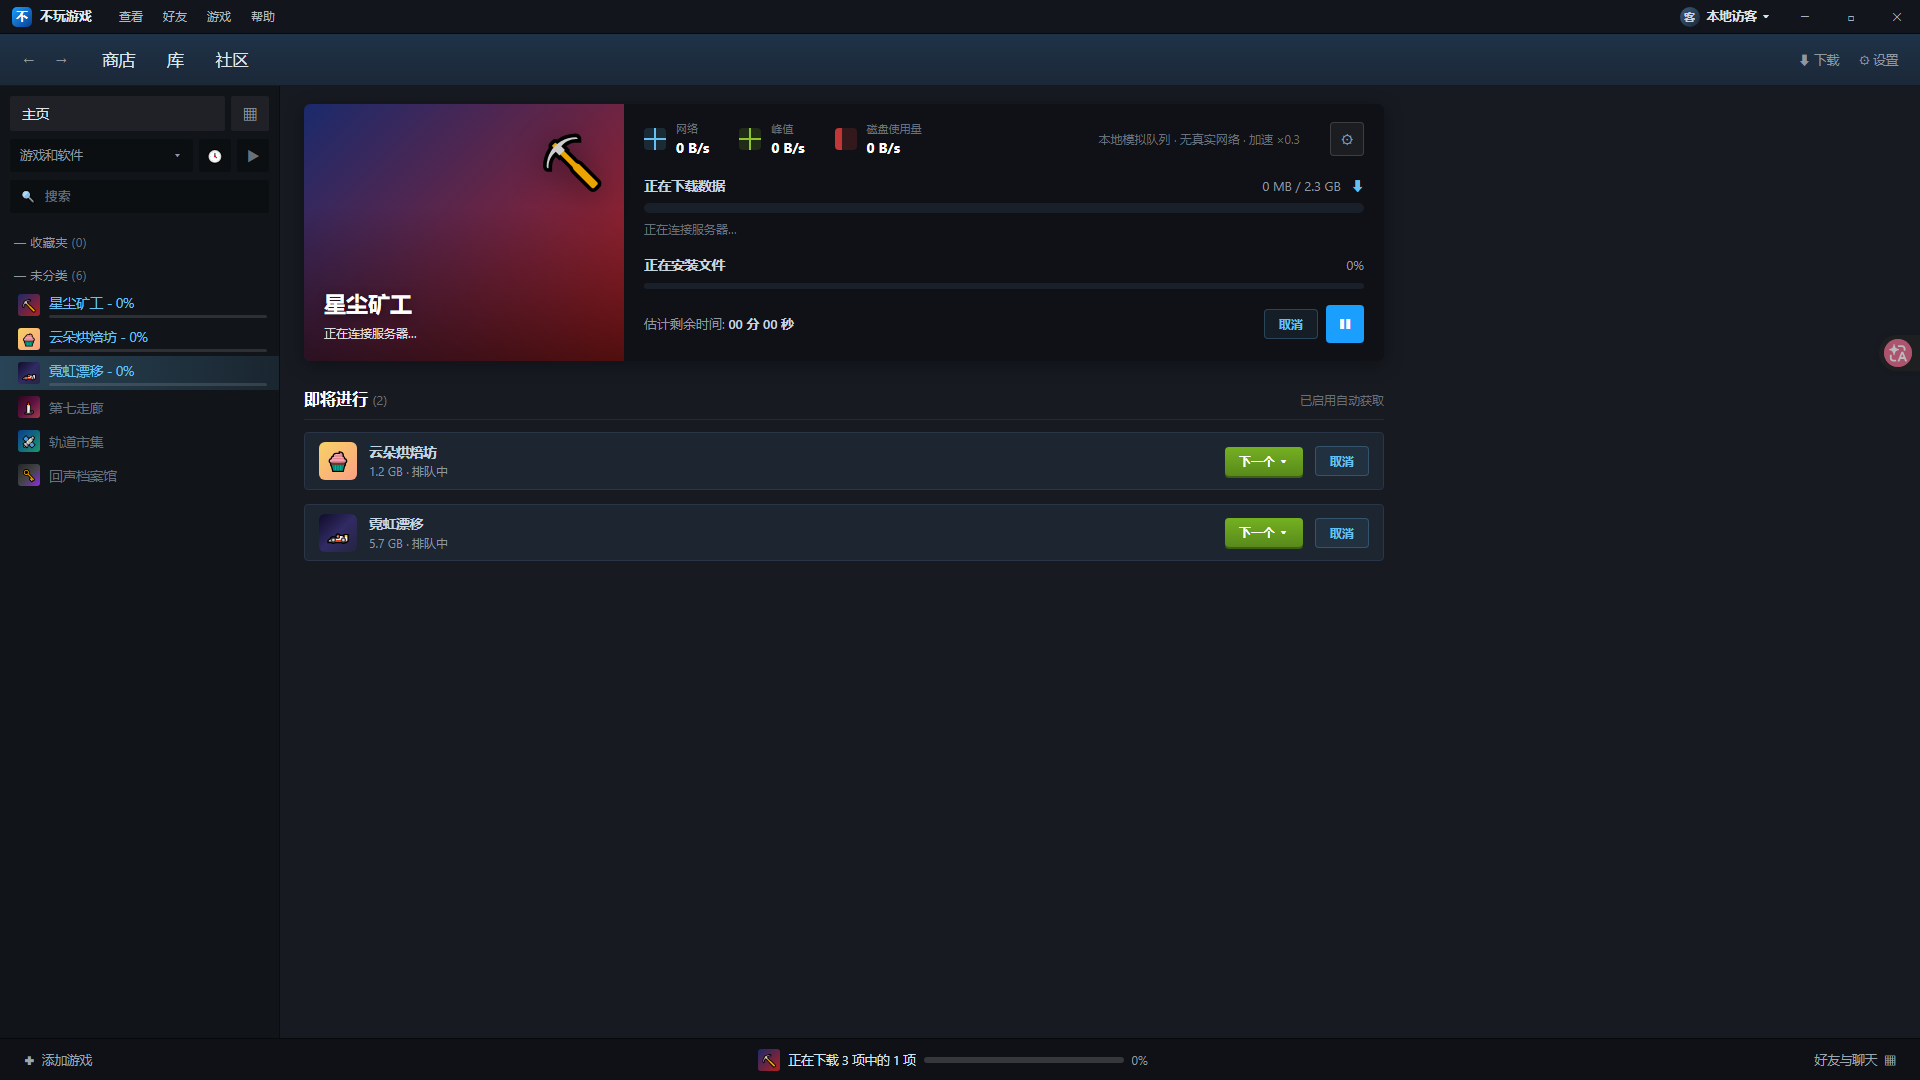 不 不玩游戏 查看 好友 游戏 帮助
客 本地访客
← → 商店 库 社区
下载 设置
主页
游戏和软件
搜索
— 收藏夹 (0)
— 未分类 (6)
星尘矿工 - 0%
云朵烘焙坊 - 0%
霓虹漂移 - 0%
第七走廊
轨道市集
回声档案馆
星尘矿工
正在连接服务器...
网络
0 B/s
峰值
0 B/s
磁盘使用量
0 B/s
本地模拟队列 · 无真实网络 · 加速 ×0.3
正在下载数据
0 MB / 2.3 GB
正在连接服务器...
正在安装文件
0%
估计剩余时间: 00 分 00 秒
取消
即将进行 (2)
已启用自动获取
云朵烘焙坊
1.2 GB · 排队中
下一个
取消
霓虹漂移
5.7 GB · 排队中
下一个
取消
添加游戏
正在下载 3 项中的 1 项
0%
好友与聊天